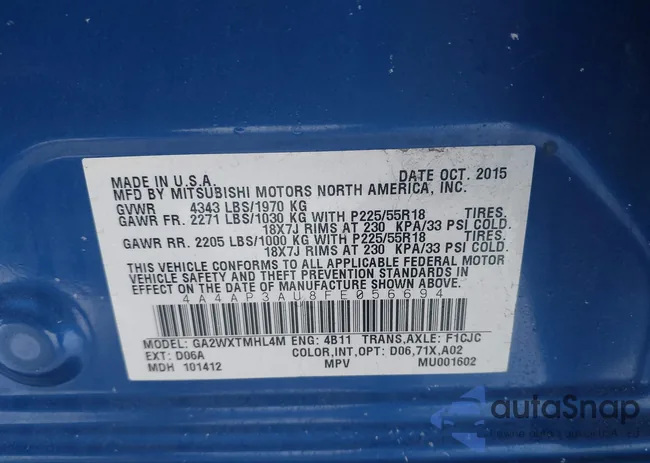 MADE IN U.S.A. DATE OCT. 2015
MFD BY MITSUBISHI MOTORS NORTH AMERICA, INC.
GVWR 4343 LBS/1970 KG
GAWR FR. 2271 LBS/1030 KG WITH P225/55R18 TIRES.
18X7J RIMS AT 230 KPA/33 PSI COLD.
GAWR RR. 2205 LBS/1000 KG WITH P225/55R18 TIRES.
18X7J RIMS AT 230 KPA/33 PSI COLD.
THIS VEHICLE CONFORMS TO ALL APPLICABLE FEDERAL MOTOR
VEHICLE SAFETY AND THEFT PREVENTION STANDARDS IN
EFFECT ON THE DATE OF MANUFACTURE SHOWN ABOVE.
4A4AP3AU8FE056694
MODEL: GA2WXTMHL4M ENG: 4B11 TRANS,AXLE: F1CJC
EXT: D06A COLOR,INT,OPT: D06,71X,A02
MDH 101412 MPV MU001602
autoSnap